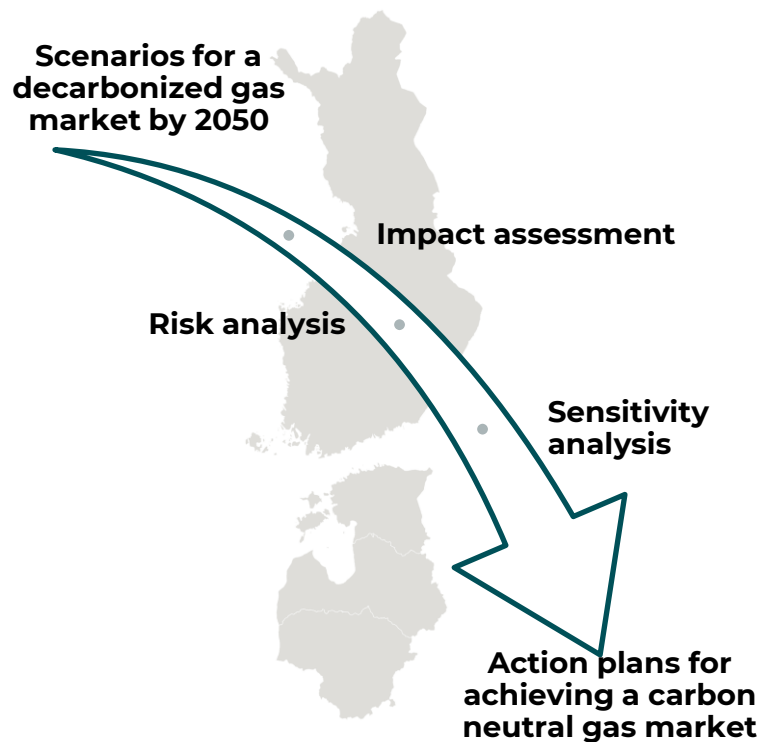 Scenarios for a
decarbonized gas
market by 2050
Impact assessment
Risk analysis
Sensitivity
analysis
Action plans for
achieving a carbon
neutral gas market